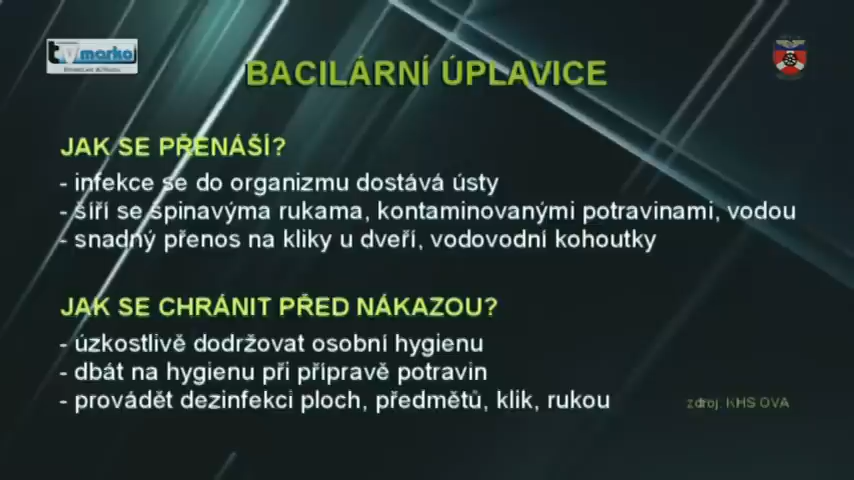 tvmarko
BACILÁRNÍ ÚPLAVICE
JAK SE PŘENÁŠÍ?
- infekce se do organizmu dostává ústy
- šíří se špinavýma rukama, kontaminovanými potravinami, vodou
- snadný přenos na kliky u dveří, vodovodní kohoutky
JAK SE CHRÁNIT PŘED NÁKAZOU?
- úzkostlivě dodržovat osobní hygienu
- dbát na hygienu při přípravě potravin
- provádět dezinfekci ploch, předmětů, klik, rukou
zdroj: KHS OVA